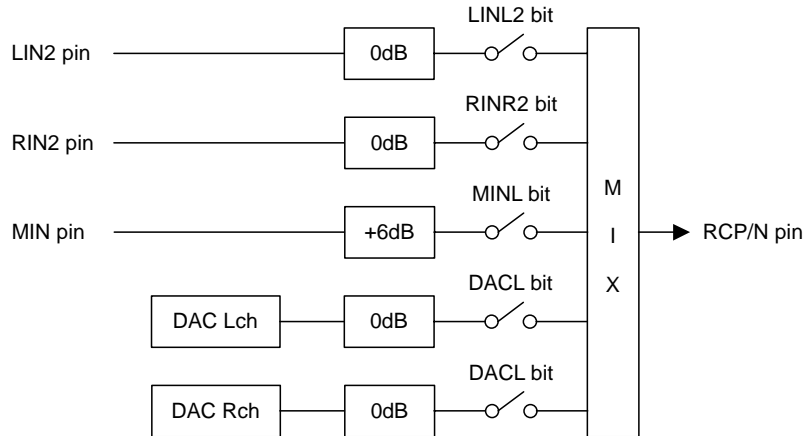 LINL2 bit
LIN2 pin
0dB
RINR2 bit
RIN2 pin
0dB
MINL bit
MIN pin
+6dB
M
I
X
RCP/N pin
DACL bit
DAC Lch
0dB
DACL bit
DAC Rch
0dB